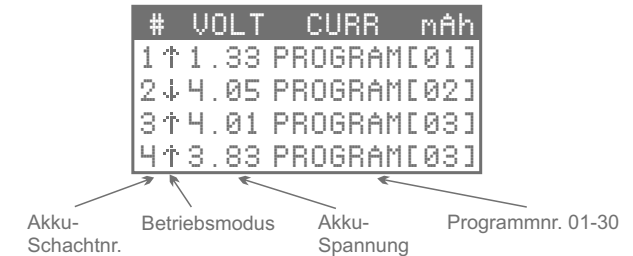 # VOLT CURR mAh
1↑1.33 PROGRAM[01]
2↓4.05 PROGRAM[02]
3↑4.01 PROGRAM[03]
4↑3.83 PROGRAM[03]
Akku-
Schachtnr.
Betriebsmodus
Akku-
Spannung
Programmnr. 01-30